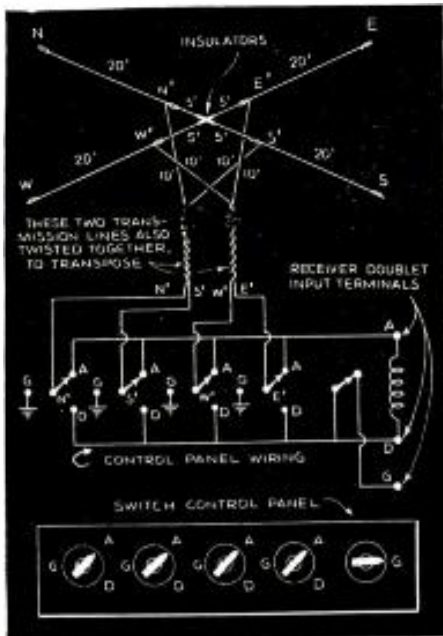 N
E
INSULATORS
20' 20'
N" E"
5' 5'
W" 5' 5' S'
20' 10' 10' 20'
10' 10'
W S
THESE TWO TRANS-
MISSION LINES ALSO
TWISTED TOGETHER,
TO TRANSPOSE
RECEIVER DOUBLET
INPUT TERMINALS
N" S' W" E'
A
A A A A
G G G G
N" S' W" E'
D D D D
D
G
CONTROL PANEL WIRING
SWITCH CONTROL PANEL
A A A A
G G G G G
D D D D